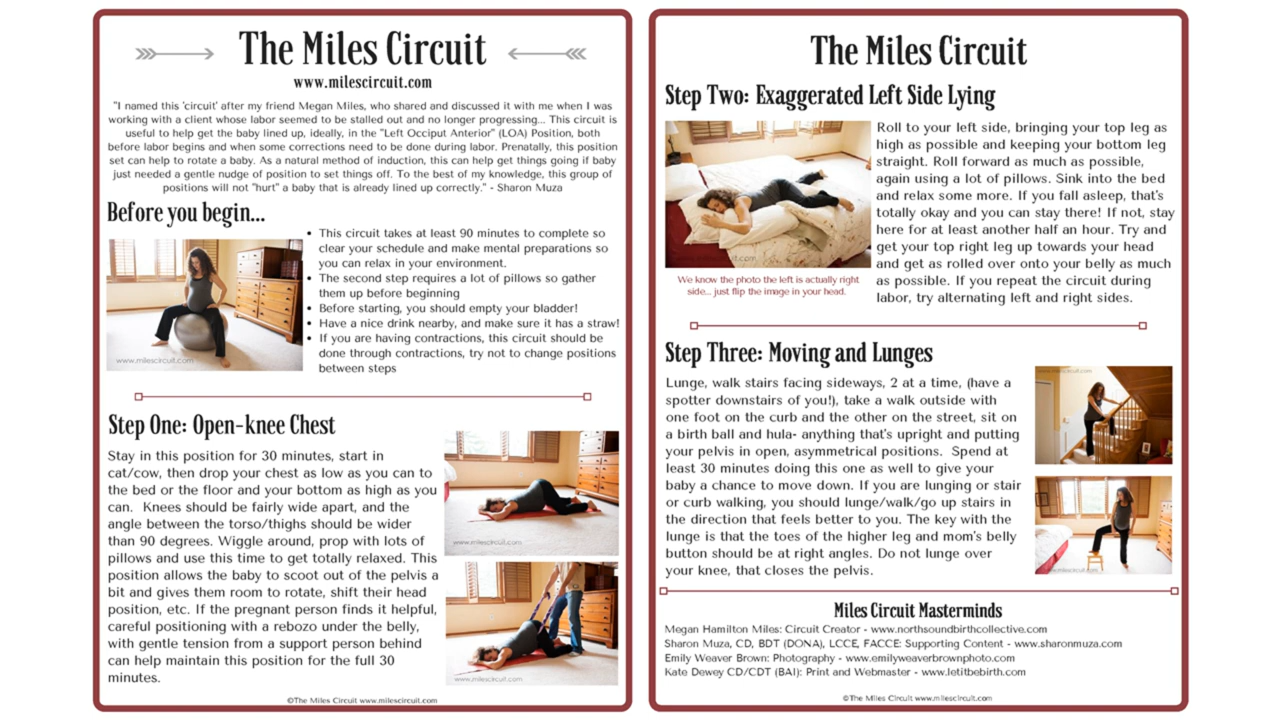 The Miles Circuit
www.milescircuit.com
"I named this 'circuit' after my friend Megan Miles, who shared and discussed it with me when I was
working with a client whose labor seemed to be stalled out and no longer progressing... This circuit is
useful to help get the baby lined up, ideally, in the "Left Occiput Anterior" (LOA) Position, both
before labor begins and when some corrections need to be done during labor. Prenatally, this position
set can help to rotate a baby. As a natural method of induction, this can help get things going if baby
just needed a gentle nudge of position to set things off. To the best of my knowledge, this group of
positions will not "hurt" a baby that is already lined up correctly." - Sharon Muza
Before you begin...
www.milescircuit.com
• This circuit takes at least 90 minutes to complete so
clear your schedule and make mental preparations so
you can relax in your environment.
• The second step requires a lot of pillows so gather
them up before beginning
• Before starting, you should empty your bladder!
• Have a nice drink nearby, and make sure it has a straw!
• If you are having contractions, this circuit should be
done through contractions, try not to change positions
between steps
Step One: Open-knee Chest
Stay in this position for 30 minutes, start in
cat/cow, then drop your chest as low as you can to
the bed or the floor and your bottom as high as you
can.  Knees should be fairly wide apart, and the
angle between the torso/thighs should be wider
than 90 degrees. Wiggle around, prop with lots of
pillows and use this time to get totally relaxed. This
position allows the baby to scoot out of the pelvis a
bit and gives them room to rotate, shift their head
position, etc. If the pregnant person finds it helpful,
careful positioning with a rebozo under the belly,
with gentle tension from a support person behind
can help maintain this position for the full 30
minutes.
www.milescircuit.com
www.milescircuit.com
©The Miles Circuit www.milescircuit.com
The Miles Circuit
Step Two: Exaggerated Left Side Lying
Roll to your left side, bringing your top leg as
high as possible and keeping your bottom leg
straight. Roll forward as much as possible,
again using a lot of pillows. Sink into the bed
and relax some more. If you fall asleep, that's
totally okay and you can stay there! If not, stay
here for at least another half an hour. Try and
get your top right leg up towards your head
and get as rolled over onto your belly as much
as possible. If you repeat the circuit during
labor, try alternating left and right sides.
We know the photo the left is actually right
side... just flip the image in your head.
Step Three: Moving and Lunges
Lunge, walk stairs facing sideways, 2 at a time, (have a
spotter downstairs of you!), take a walk outside with
one foot on the curb and the other on the street, sit on
a birth ball and hula- anything that's upright and putting
your pelvis in open, asymmetrical positions.  Spend at
least 30 minutes doing this one as well to give your
baby a chance to move down. If you are lunging or stair
or curb walking, you should lunge/walk/go up stairs in
the direction that feels better to you. The key with the
lunge is that the toes of the higher leg and mom's belly
button should be at right angles. Do not lunge over
your knee, that closes the pelvis.
Miles Circuit Masterminds
Megan Hamilton Miles: Circuit Creator - www.northsoundbirthcollective.com
Sharon Muza, CD, BDT (DONA), LCCE, FACCE: Supporting Content - www.sharonmuza.com
Emily Weaver Brown: Photography - www.emilyweaverbrownphoto.com
Kate Dewey CD/CDT (BAI): Print and Webmaster - www.letitbebirth.com
©The Miles Circuit www.milescircuit.com